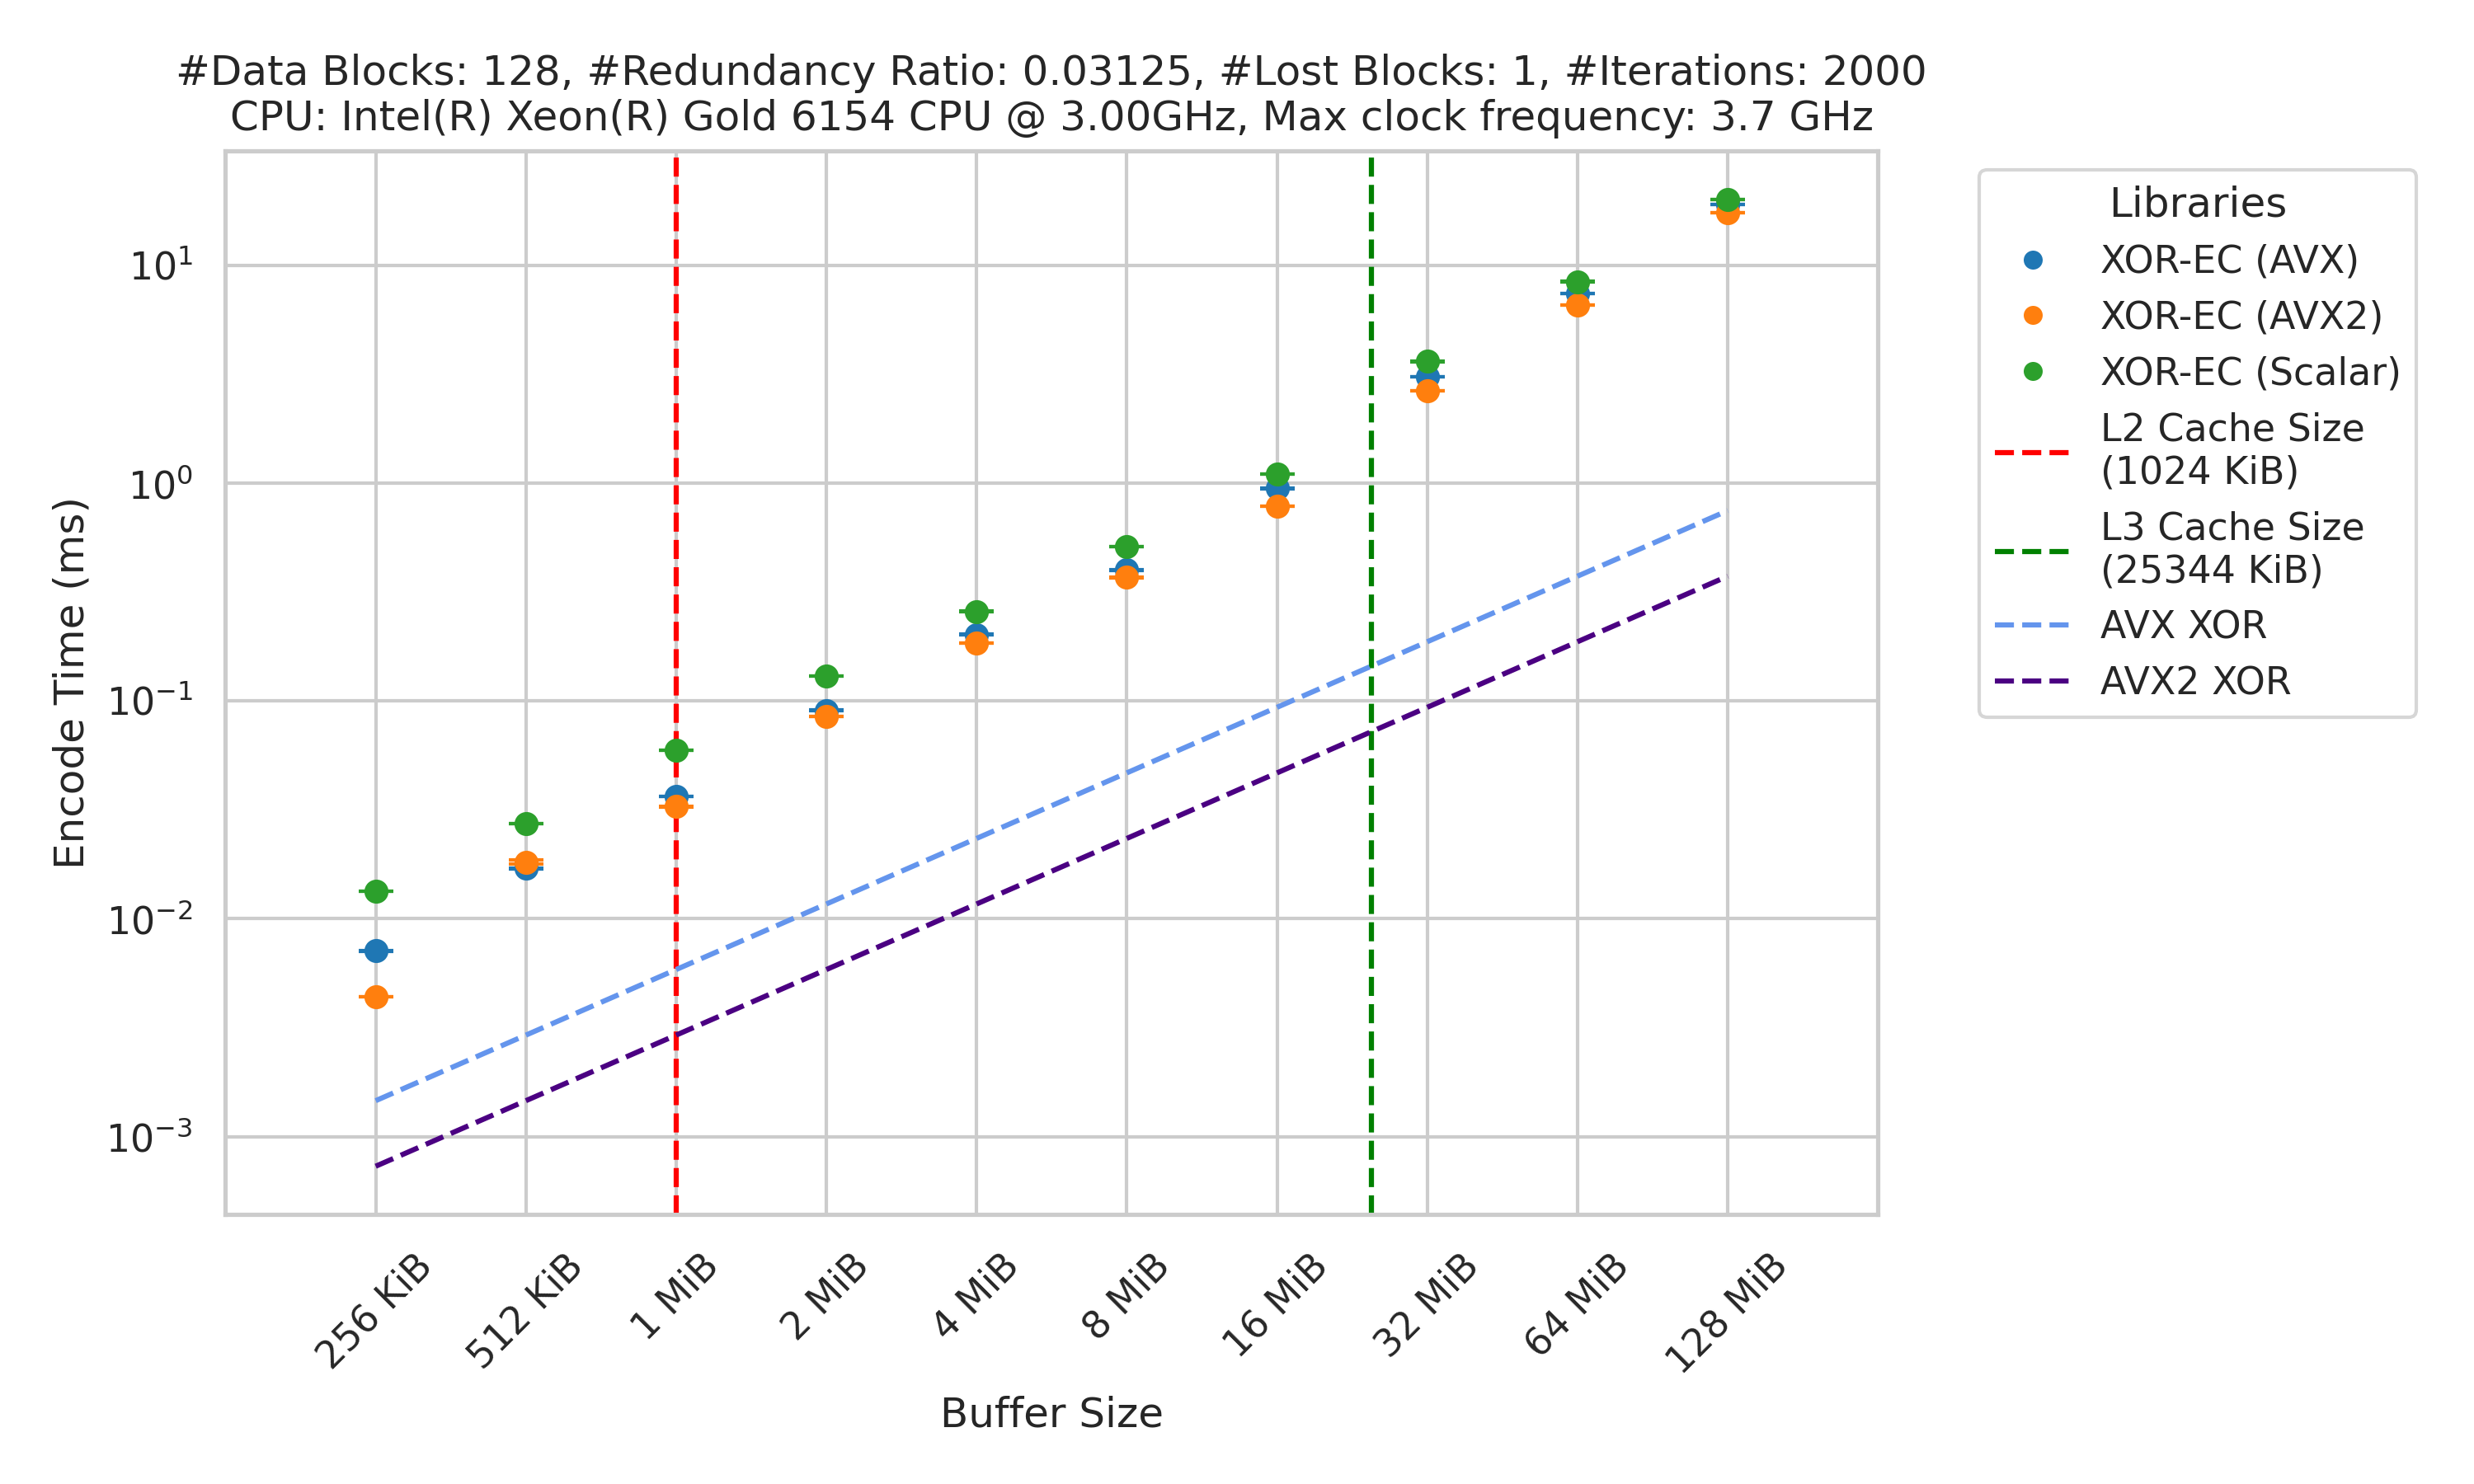 #Data Blocks: 128, #Redundancy Ratio: 0.03125, #Lost Blocks: 1, #Iterations: 2000
CPU: Intel(R) Xeon(R) Gold 6154 CPU @ 3.00GHz, Max clock frequency: 3.7 GHz
Encode Time (ms)
10¹
10⁰
10⁻¹
10⁻²
10⁻³
256 KiB
512 KiB
1 MiB
2 MiB
4 MiB
8 MiB
16 MiB
32 MiB
64 MiB
128 MiB
Buffer Size
Libraries
XOR-EC (AVX)
XOR-EC (AVX2)
XOR-EC (Scalar)
L2 Cache Size
(1024 KiB)
L3 Cache Size
(25344 KiB)
AVX XOR
AVX2 XOR